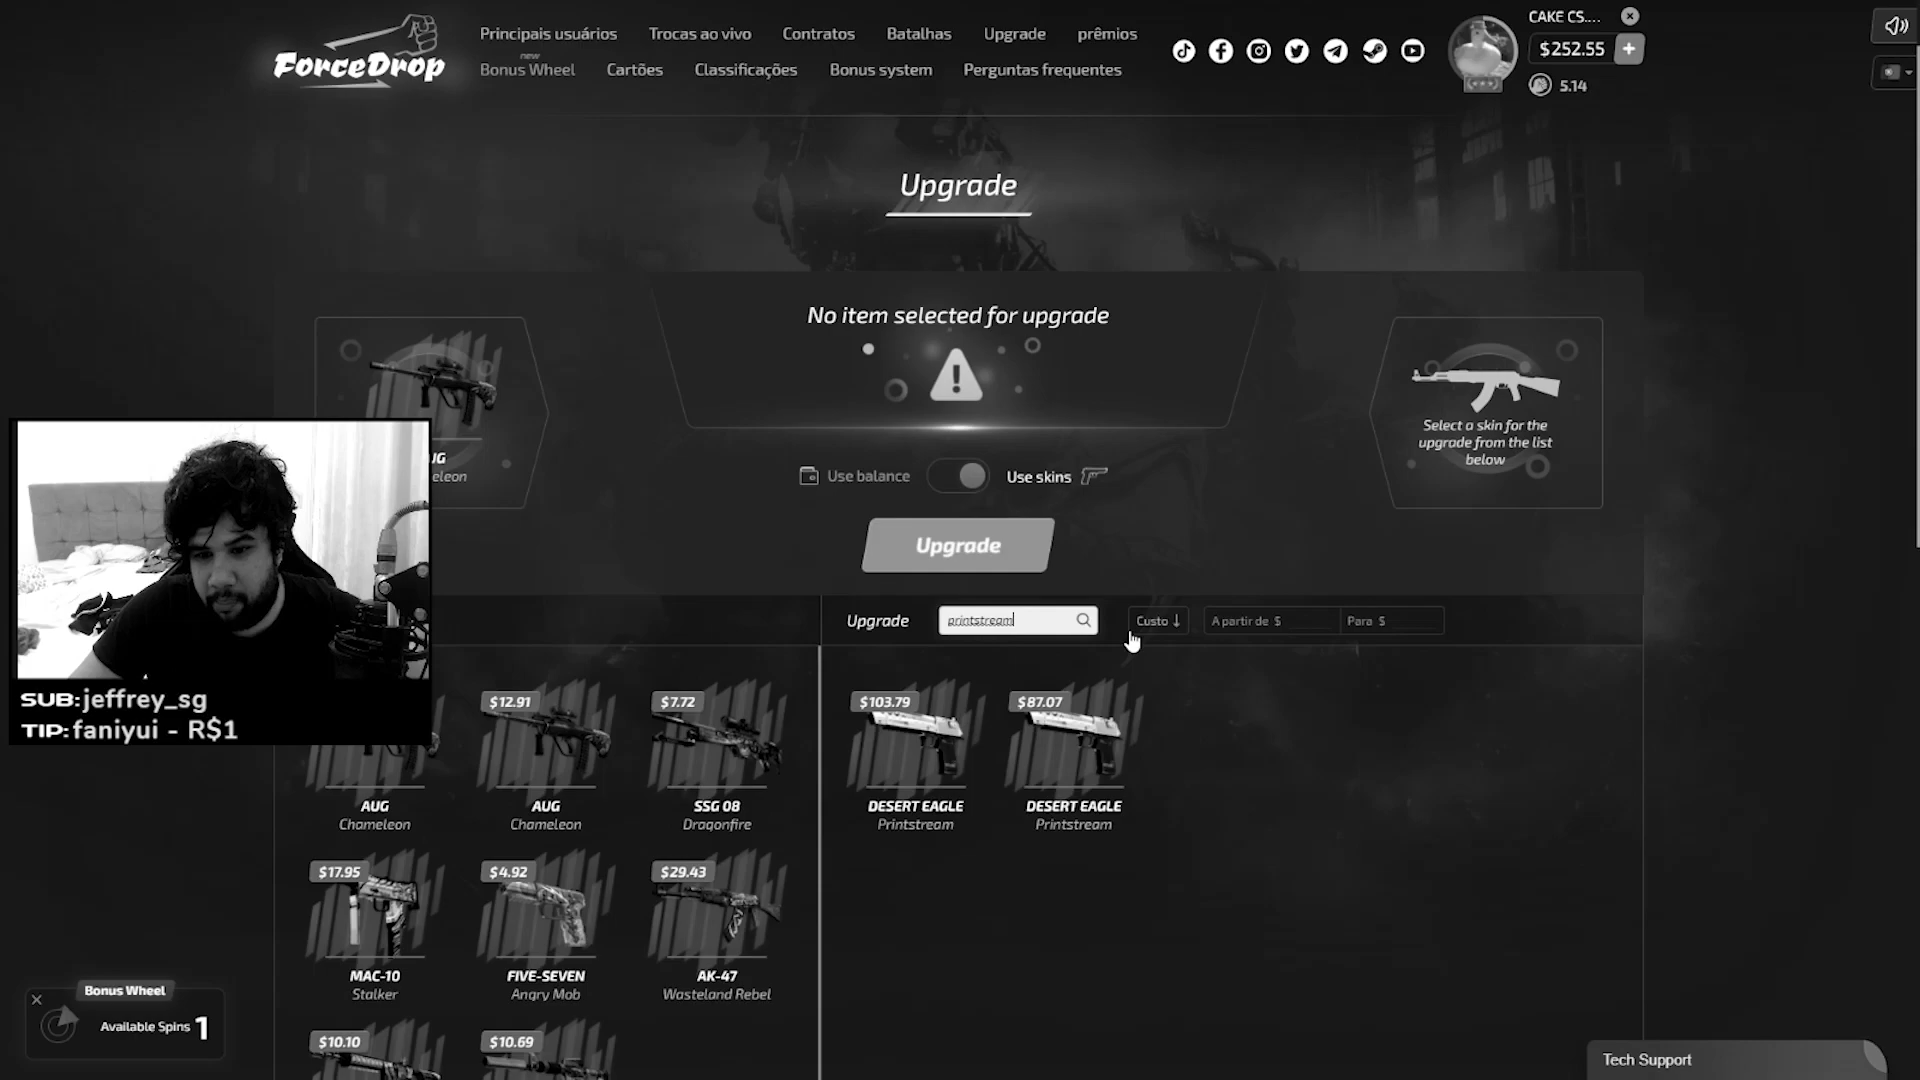 ForceDrop
Principais usuários
Trocas ao vivo
Contratos
Batalhas
Upgrade
prêmios
new
Bonus Wheel
Cartões
Classificações
Bonus system
Perguntas frequentes
CAKE CS....
$252.55
5.14
Upgrade
No item selected for upgrade
Select a skin for the
upgrade from the list
below
UG
eleon
Use balance
Use skins
Upgrade
Upgrade
printstream
Custo ↓
A partir de $
Para $
SUB:jeffrey_sg
TIP:faniyui - R$1
$12.91
$7.72
$103.79
$87.07
AUG
Chameleon
AUG
Chameleon
SSG 08
Dragonfire
DESERT EAGLE
Printstream
DESERT EAGLE
Printstream
$17.95
$4.92
$29.43
MAC-10
Stalker
FIVE-SEVEN
Angry Mob
AK-47
Wasteland Rebel
$10.10
$10.69
Bonus Wheel
Available Spins 1
Tech Support